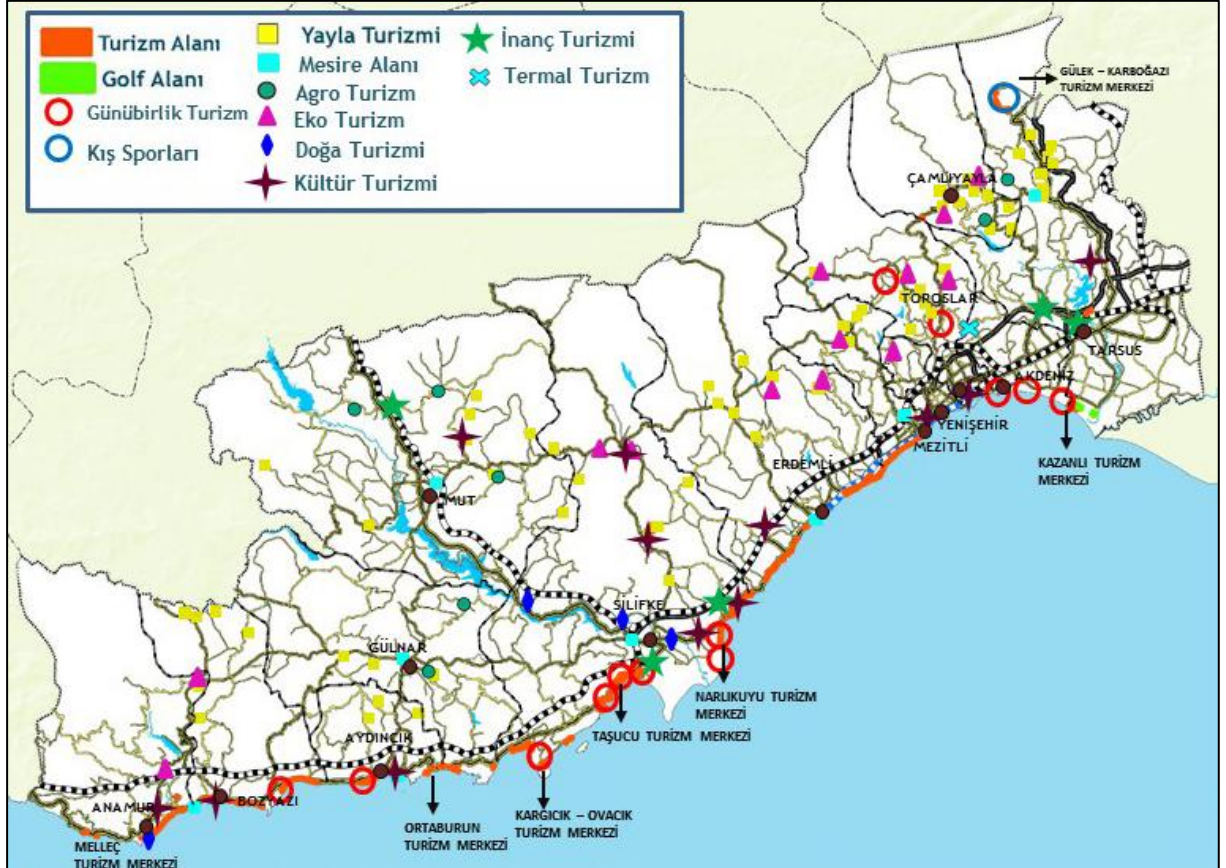 Turizm Alanı
Golf Alanı
Günübirlik Turizm
Kış Sporları
Yayla Turizmi
Mesire Alanı
Agro Turizm
Eko Turizm
Doğa Turizmi
Kültür Turizmi
İnanç Turizmi
Termal Turizm
GÜLEK – KARBOĞAZI
TURİZM MERKEZİ
ÇAMLIYAYLA
TOROSLAR
TARSUS
AKDENİZ
YENİŞEHİR
MEZİTLİ
KAZANLI TURİZM
MERKEZİ
ERDEMLİ
MUT
SİLİFKE
GÜLNAR
NARLIKUYU TURİZM
MERKEZİ
TAŞUCU TURİZM MERKEZİ
AYDINCIK
KARGICIK – OVACIK
TURİZM MERKEZİ
ORTABURUN
TURİZM MERKEZİ
BOZYAZI
ANAMUR
MELLEÇ
TURİZM MERKEZİ